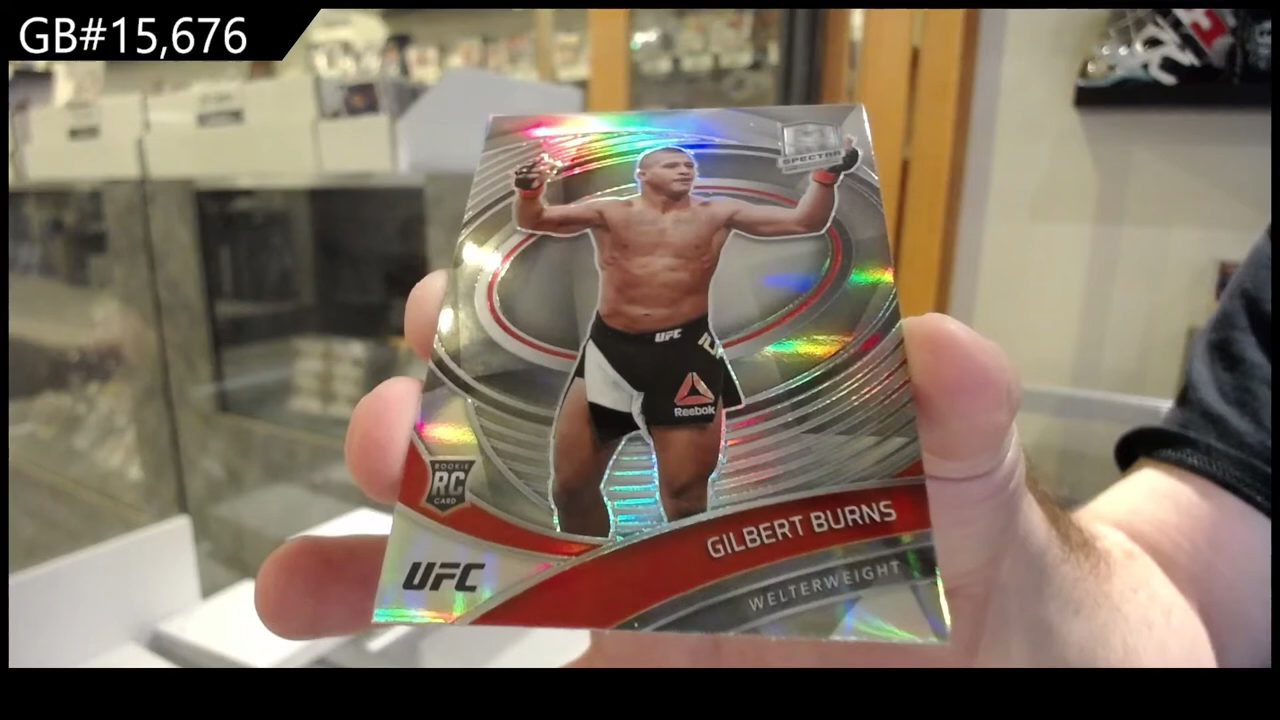 GB#15,676
SPECTRA
UFC
Reebok
ROOKIE
RC
CARD
GILBERT BURNS
UFC
WELTERWEIGHT